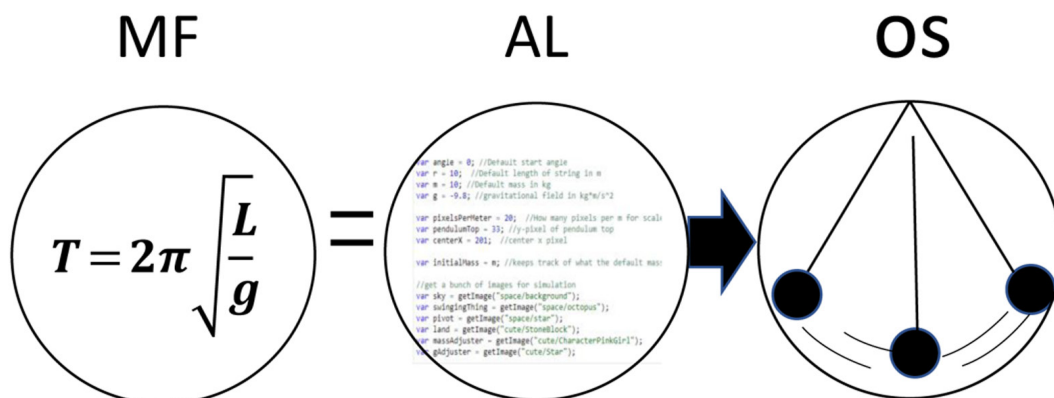 MF
AL
OS
T = 2π √(L/g)
=
var angle = 0; //Default start angle
var r = 10; //Default length of string in m
var m = 10; //Default mass in kg
var g = -9.8; //gravitational field in kg*m/s^2
var pixelsPerMeter = 20; //How many pixels per m for scale
var pendulumTop = 33; //y-pixel of pendulum top
var centerX = 201; //center x pixel
var initialMass = m; //keeps track of what the default mass
//get a bunch of images for simulation
var sky = getImage("space/background");
var swingingThing = getImage("space/octopus");
var pivot = getImage("space/star");
var land = getImage("cute/StoneBlock");
var massAdjuster = getImage("cute/CharacterPinkGirl");
var gAdjuster = getImage("cute/Star");